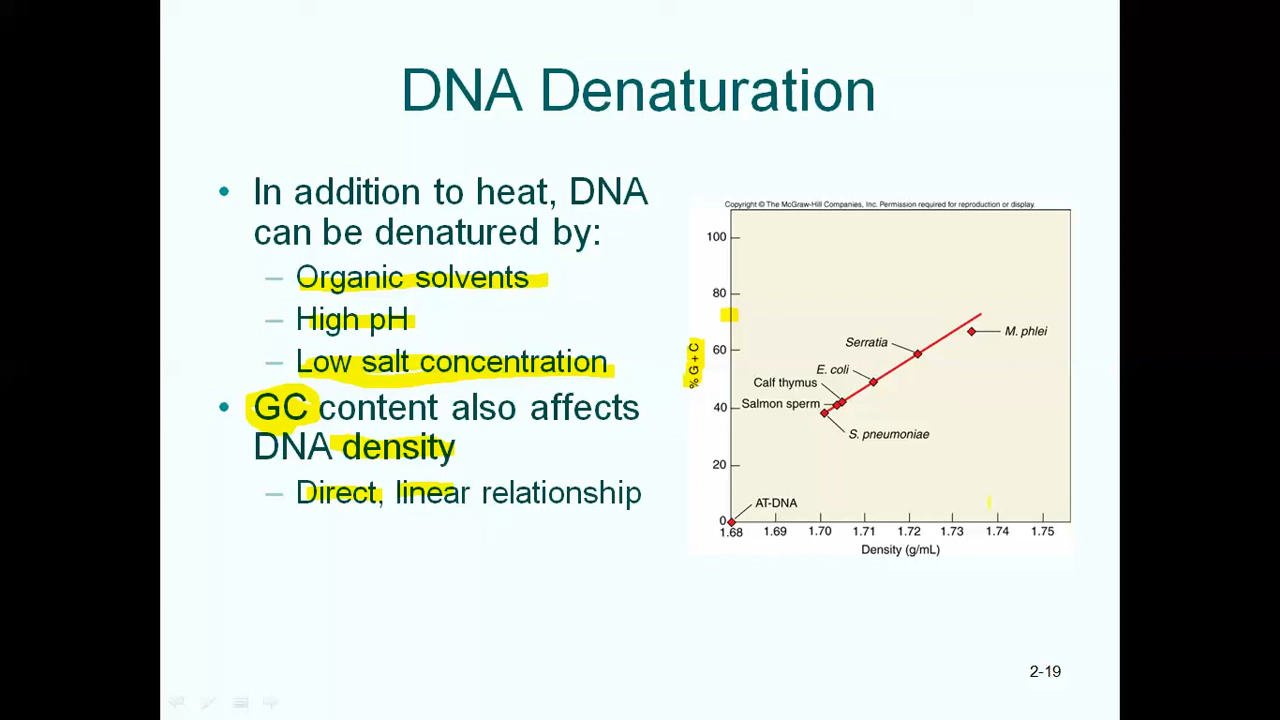 DNA Denaturation
• In addition to heat, DNA
can be denatured by:
– Organic solvents
– High pH
– Low salt concentration
• GC content also affects
DNA density
– Direct, linear relationship
Copyright © The McGraw-Hill Companies, Inc. Permission required for reproduction or display.
100
80
60
40
20
0
% G + C
M. phlei
Serratia
E. coli
Calf thymus
Salmon sperm
S. pneumoniae
AT-DNA
1.68 1.69 1.70 1.71 1.72 1.73 1.74 1.75
Density (g/mL)
2-19